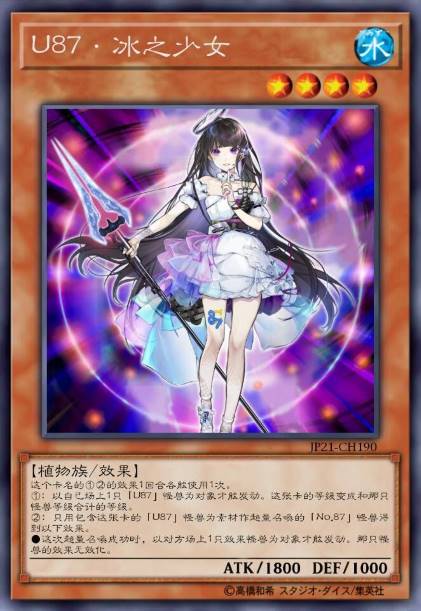 U87・冰之少女
水
JP21-CH190
【植物族/效果】
这个卡名的①②的效果1回合各能使用1次。
①：以自己场上1只「U87」怪兽为对象才能发动。这张卡的等级变成和那只
怪兽等级合计的等级。
②：只用包含这张卡的「U87」怪兽为素材作超量召唤的「No.87」怪兽得
到以下效果。
●这次超量召唤成功时，以对方场上1只效果怪兽为对象才能发动。那只怪
兽的效果无效化。
ATK/1800 DEF/1000
©高橋和希 スタジオ・ダイス/集英社